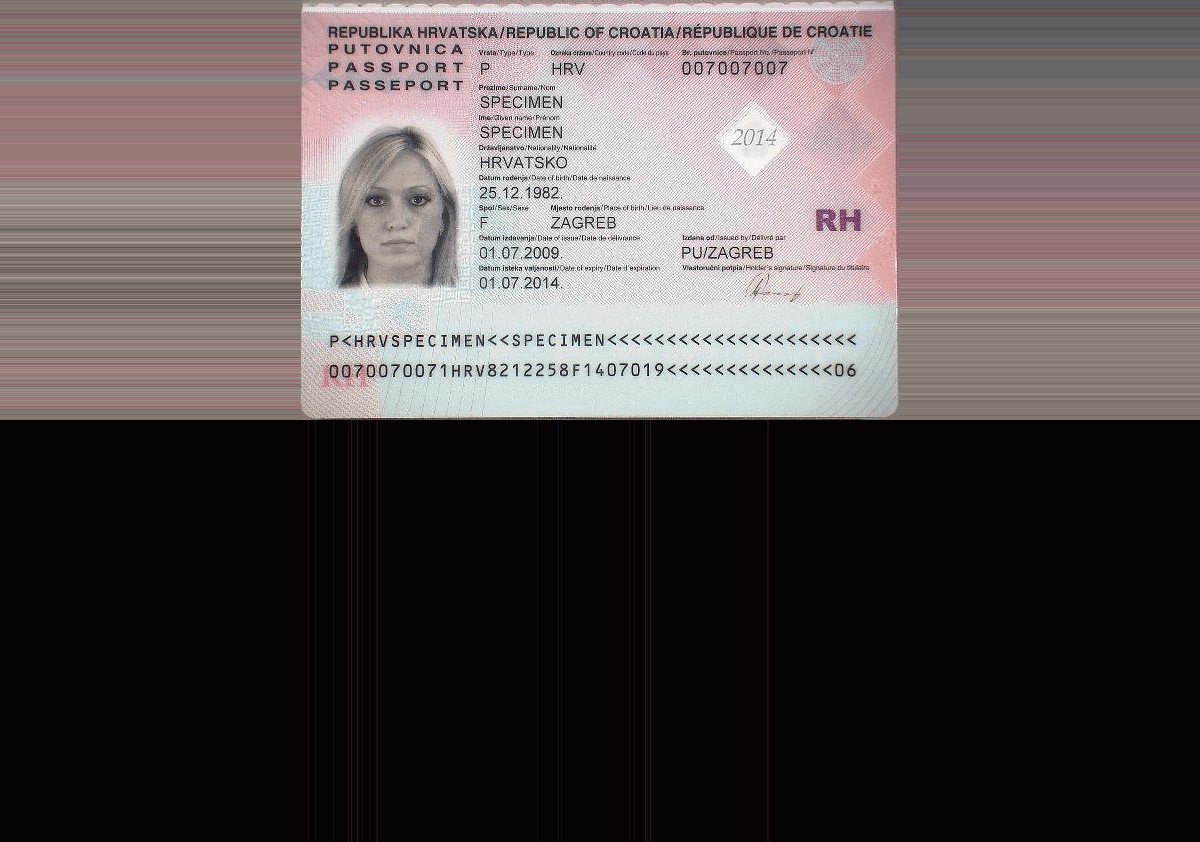 REPUBLIKA HRVATSKA/REPUBLIC OF CROATIA/RÉPUBLIQUE DE CROATIE
PUTOVNICA
PASSPORT
PASSEPORT
Vrsta/Type/Type Oznaka države/Country code/Code du pays Br. putovnice/Passport No./Passeport N°
P HRV 007007007
Prezime/Surname/Nom
SPECIMEN
Ime/Given name/Prénom
SPECIMEN
2014
Državljanstvo/Nationality/Nationalité
HRVATSKO
Datum rođenja/Date of birth/Date de naissance
25.12.1982.
Spol/Sex/Sexe Mjesto rođenja/Place of birth/Lieu de naissance
F ZAGREB
RH
Datum izdavanja/Date of issue/Date de délivrance Izdana od/Issued by/Délivré par
01.07.2009. PU/ZAGREB
Datum isteka valjanosti/Date of expiry/Date d'expiration Vlastoručni potpis/Holder's signature/Signature du titulaire
01.07.2014.
P<HRVSPECIMEN<<SPECIMEN<<<<<<<<<<<<<<<<<<<<<
0070070071HRV8212258F1407019<<<<<<<<<<<<<<06
RH